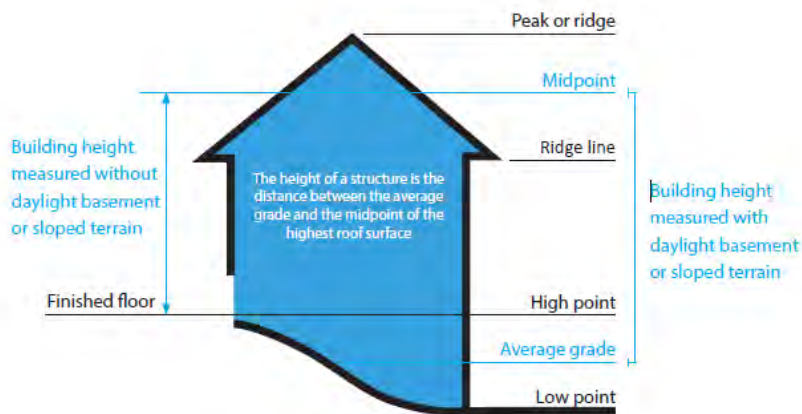 Peak or ridge
Midpoint
Ridge line
Building height
measured without
daylight basement
or sloped terrain
The height of a structure is the
distance between the average
grade and the midpoint of the
highest roof surface
Building height
measured with
daylight basement
or sloped terrain
Finished floor
High point
Average grade
Low point